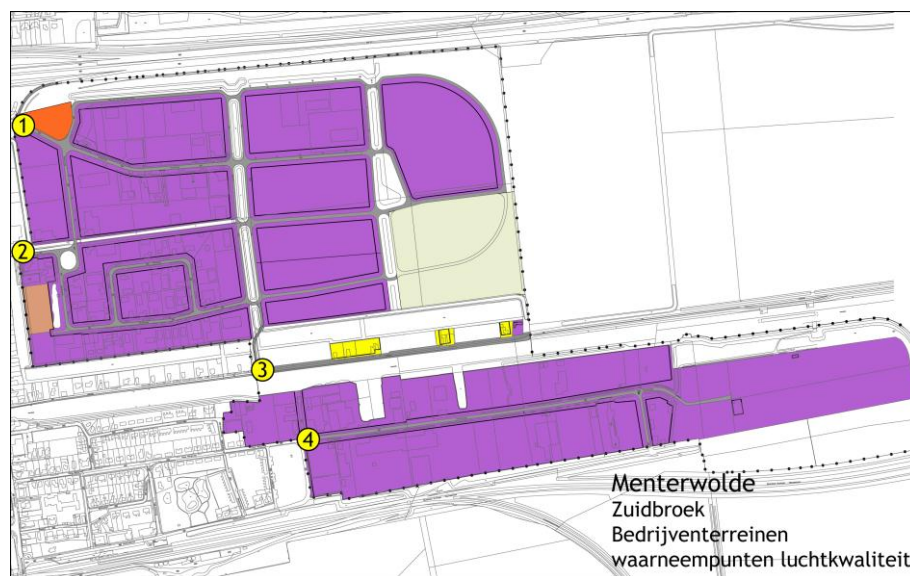 1
2
3
4
Menterwolde
Zuidbroek
Bedrijventerreinen
waarneempunten luchtkwaliteit